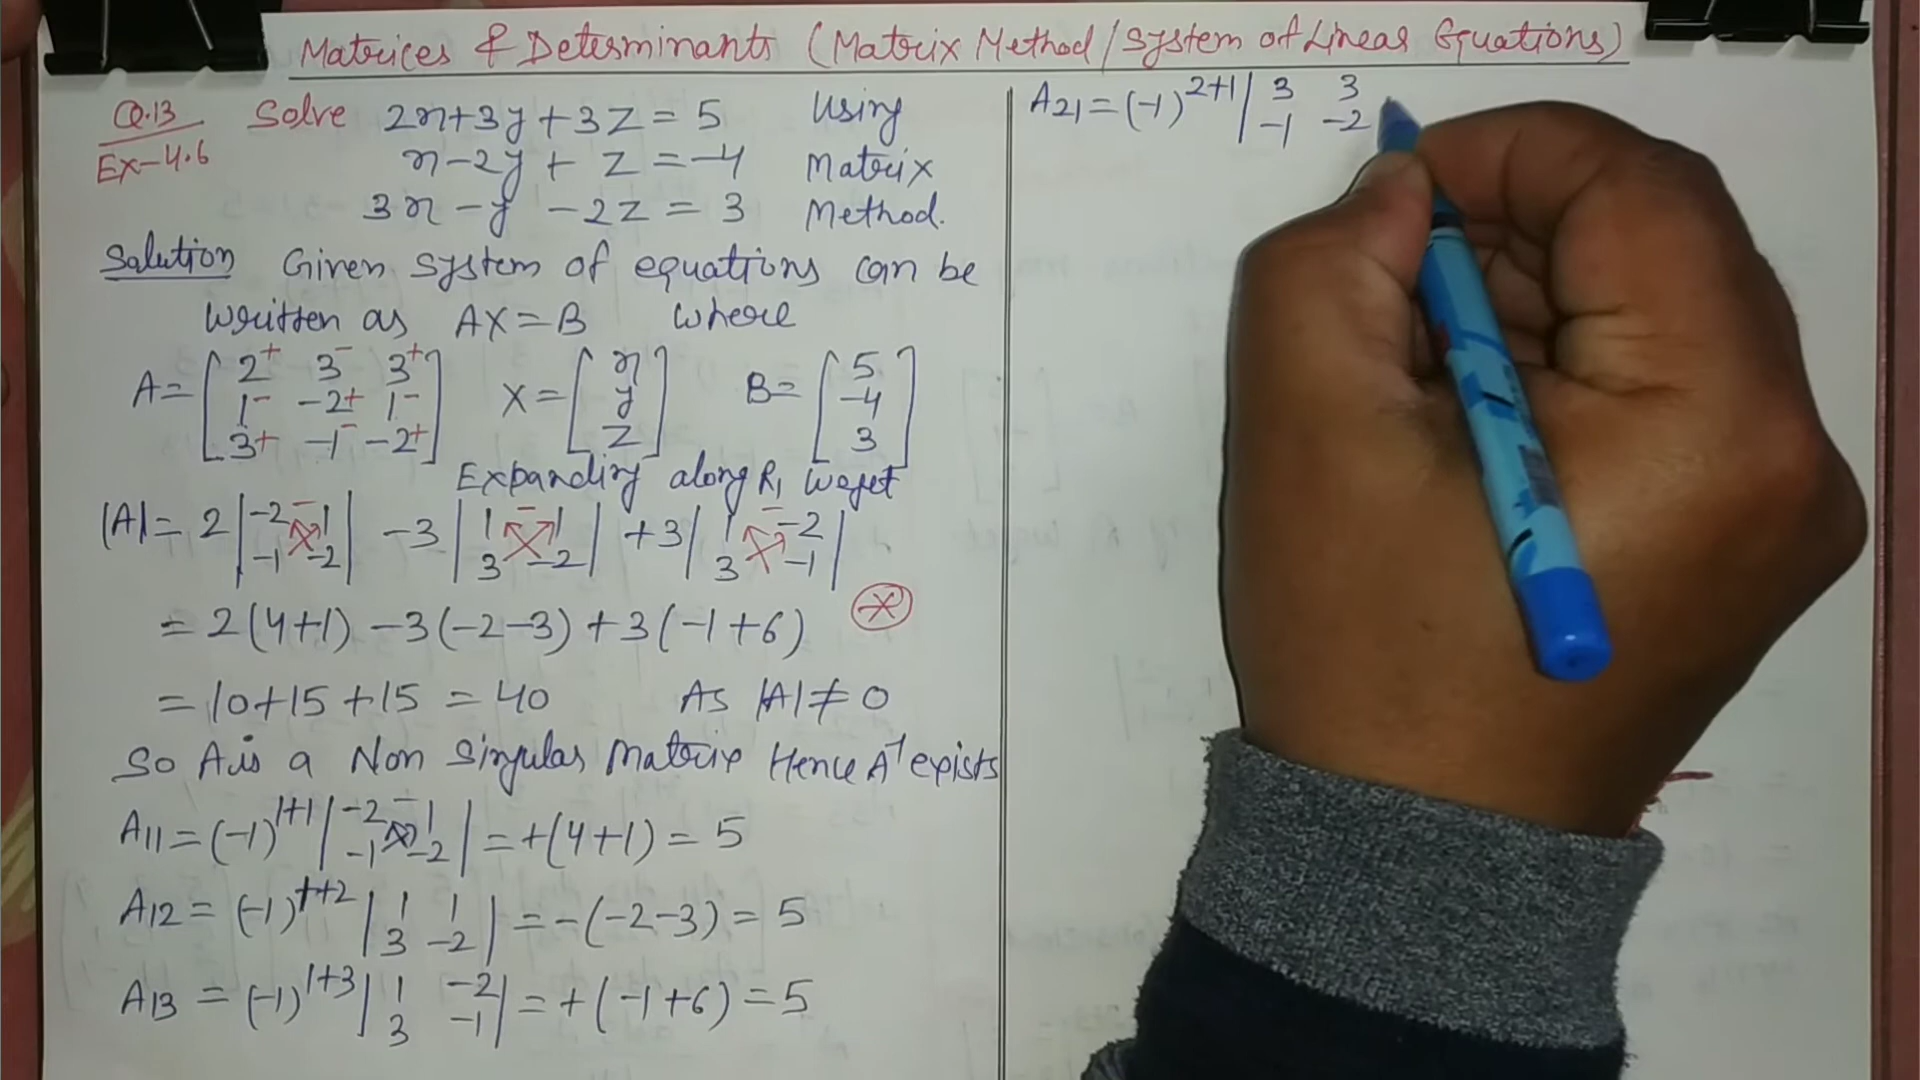 Matrices & Determinants (Matrix Method/System of Linear Equations)
Q.13
Ex-4.6
Solve 2x+3y+3z=5 Using
x-2y+z=-4 Matrix
3x-y-2z=3 Method.
Solution Given system of equations can be
written as AX=B where
A=[2⁺ 3⁻ 3⁺ X=[x B=[5
1⁻ -2⁺ 1⁻ y -4
3⁺ -1⁻ -2⁺] z] 3]
Expanding along R₁ we get
|A|= 2|-2 1| -3|1 1| +3|1 -2|
|-1 -2| |3 -2| |3 -1|
= 2(4+1) -3(-2-3) +3(-1+6)
= 10+15+15 = 40 As |A|≠0
So A is a Non Singular Matrix Hence A⁻¹ exists
A11=(-1)¹⁺¹|-2 1| = +(4+1) = 5
|-1 -2|
A12=(-1)¹⁺²|1 1| = -(-2-3) = 5
|3 -2|
A13=(-1)¹⁺³|1 -2| = +(-1+6) = 5
|3 -1|
A21=(-1)²⁺¹|3 3
|-1 -2